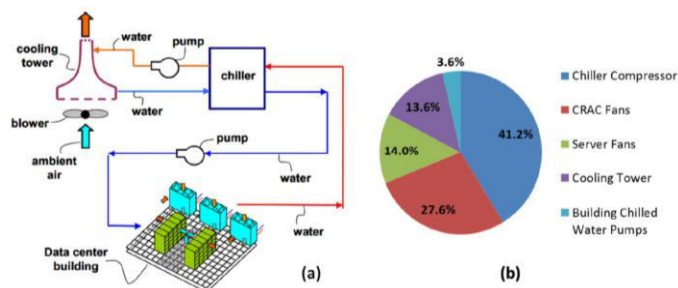 water
cooling
tower
pump
chiller
water
blower
ambient
air
pump
water
water
Data center
building
(a)
3.6%
13.6%
41.2%
14.0%
27.6%
Chiller Compressor
CRAC Fans
Server Fans
Cooling Tower
Building Chilled
Water Pumps
(b)